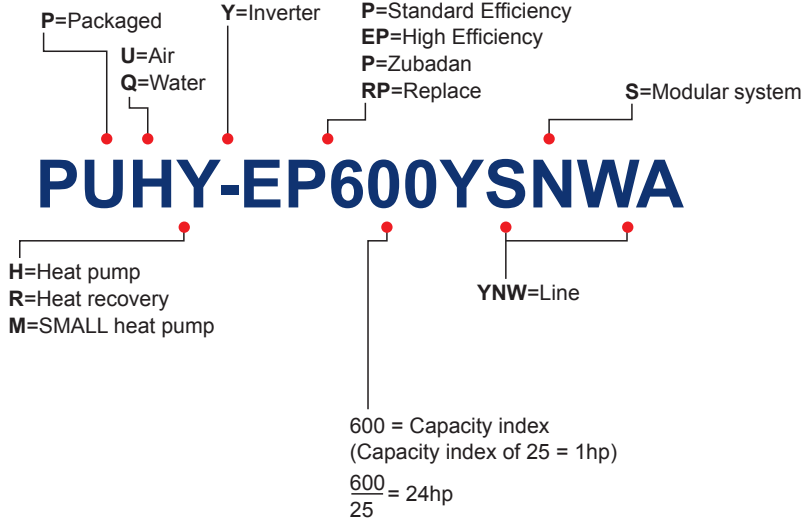 P=Packaged
U=Air
Q=Water
Y=Inverter
P=Standard Efficiency
EP=High Efficiency
P=Zubadan
RP=Replace
S=Modular system
PUHY-EP600YSNWA
H=Heat pump
R=Heat recovery
M=SMALL heat pump
YNW=Line
600 = Capacity index
(Capacity index of 25 = 1hp)
600
25
= 24hp